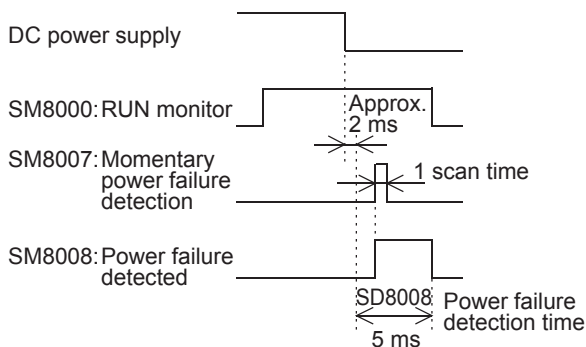 DC power supply
SM8000: RUN monitor
Approx.
2 ms
SM8007: Momentary
power failure
detection
1 scan time
SM8008: Power failure
detected
SD8008
Power failure
detection time
5 ms